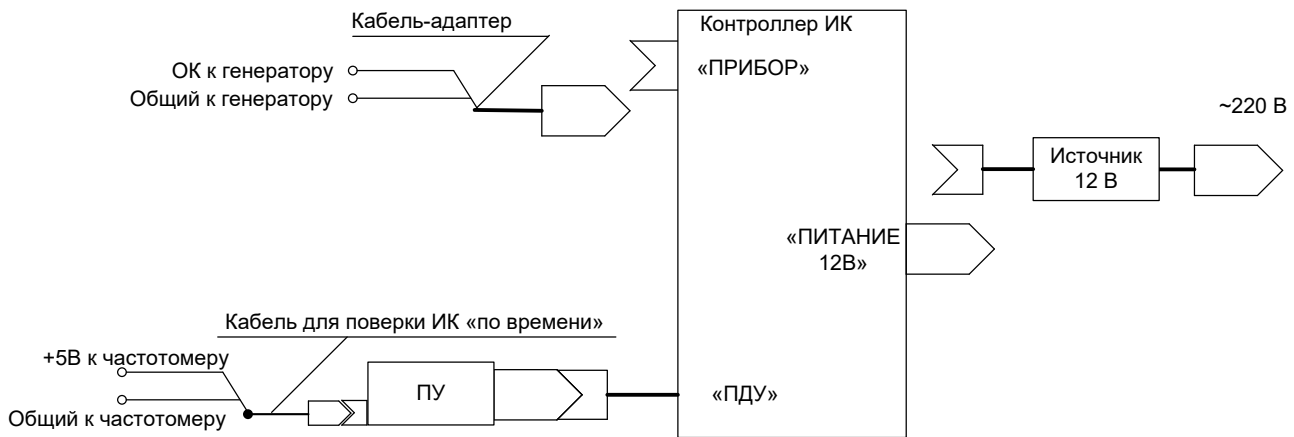 Кабель-адаптер
ОК к генератору
Общий к генератору
Контроллер ИК
«ПРИБОР»
~220 В
Источник
12 В
«ПИТАНИЕ
12В»
Кабель для поверки ИК «по времени»
+5В к частотомеру
Общий к частотомеру
ПУ
«ПДУ»